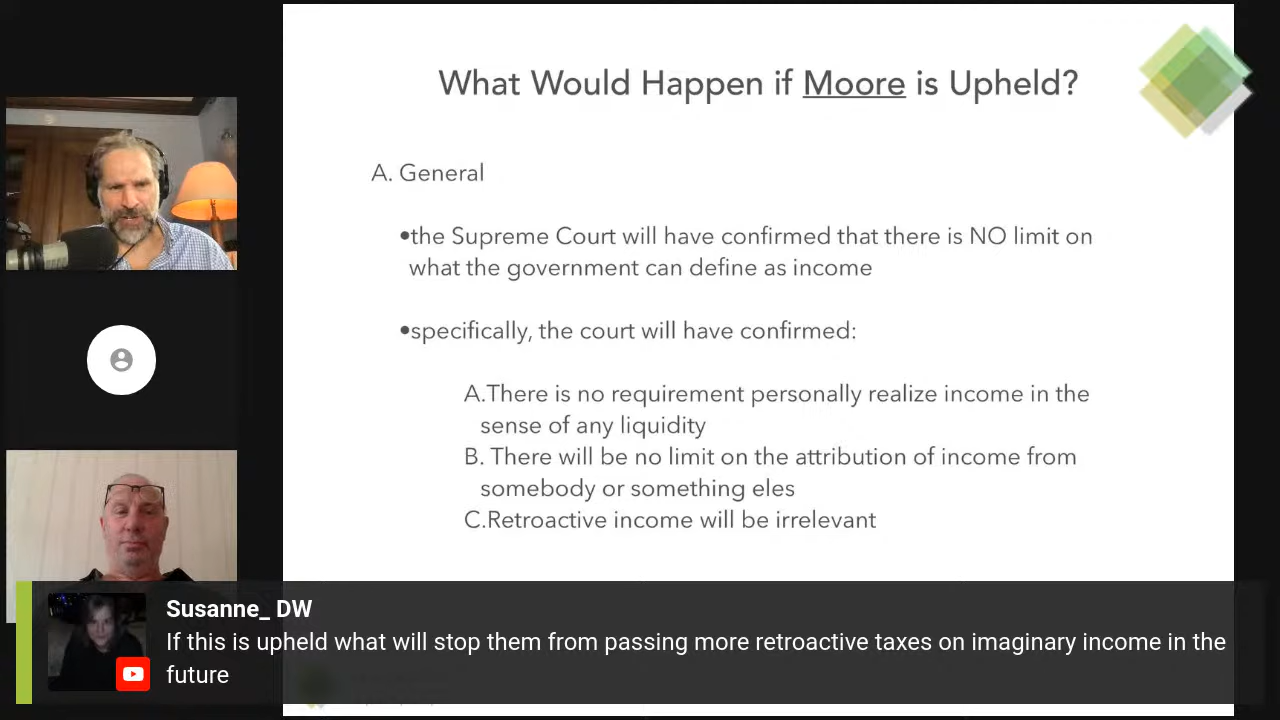 What Would Happen if Moore is Upheld?
A. General
•the Supreme Court will have confirmed that there is NO limit on
what the government can define as income
•specifically, the court will have confirmed:
A.There is no requirement personally realize income in the
sense of any liquidity
B. There will be no limit on the attribution of income from
somebody or something eles
C.Retroactive income will be irrelevant
Susanne_ DW
If this is upheld what will stop them from passing more retroactive taxes on imaginary income in the
future